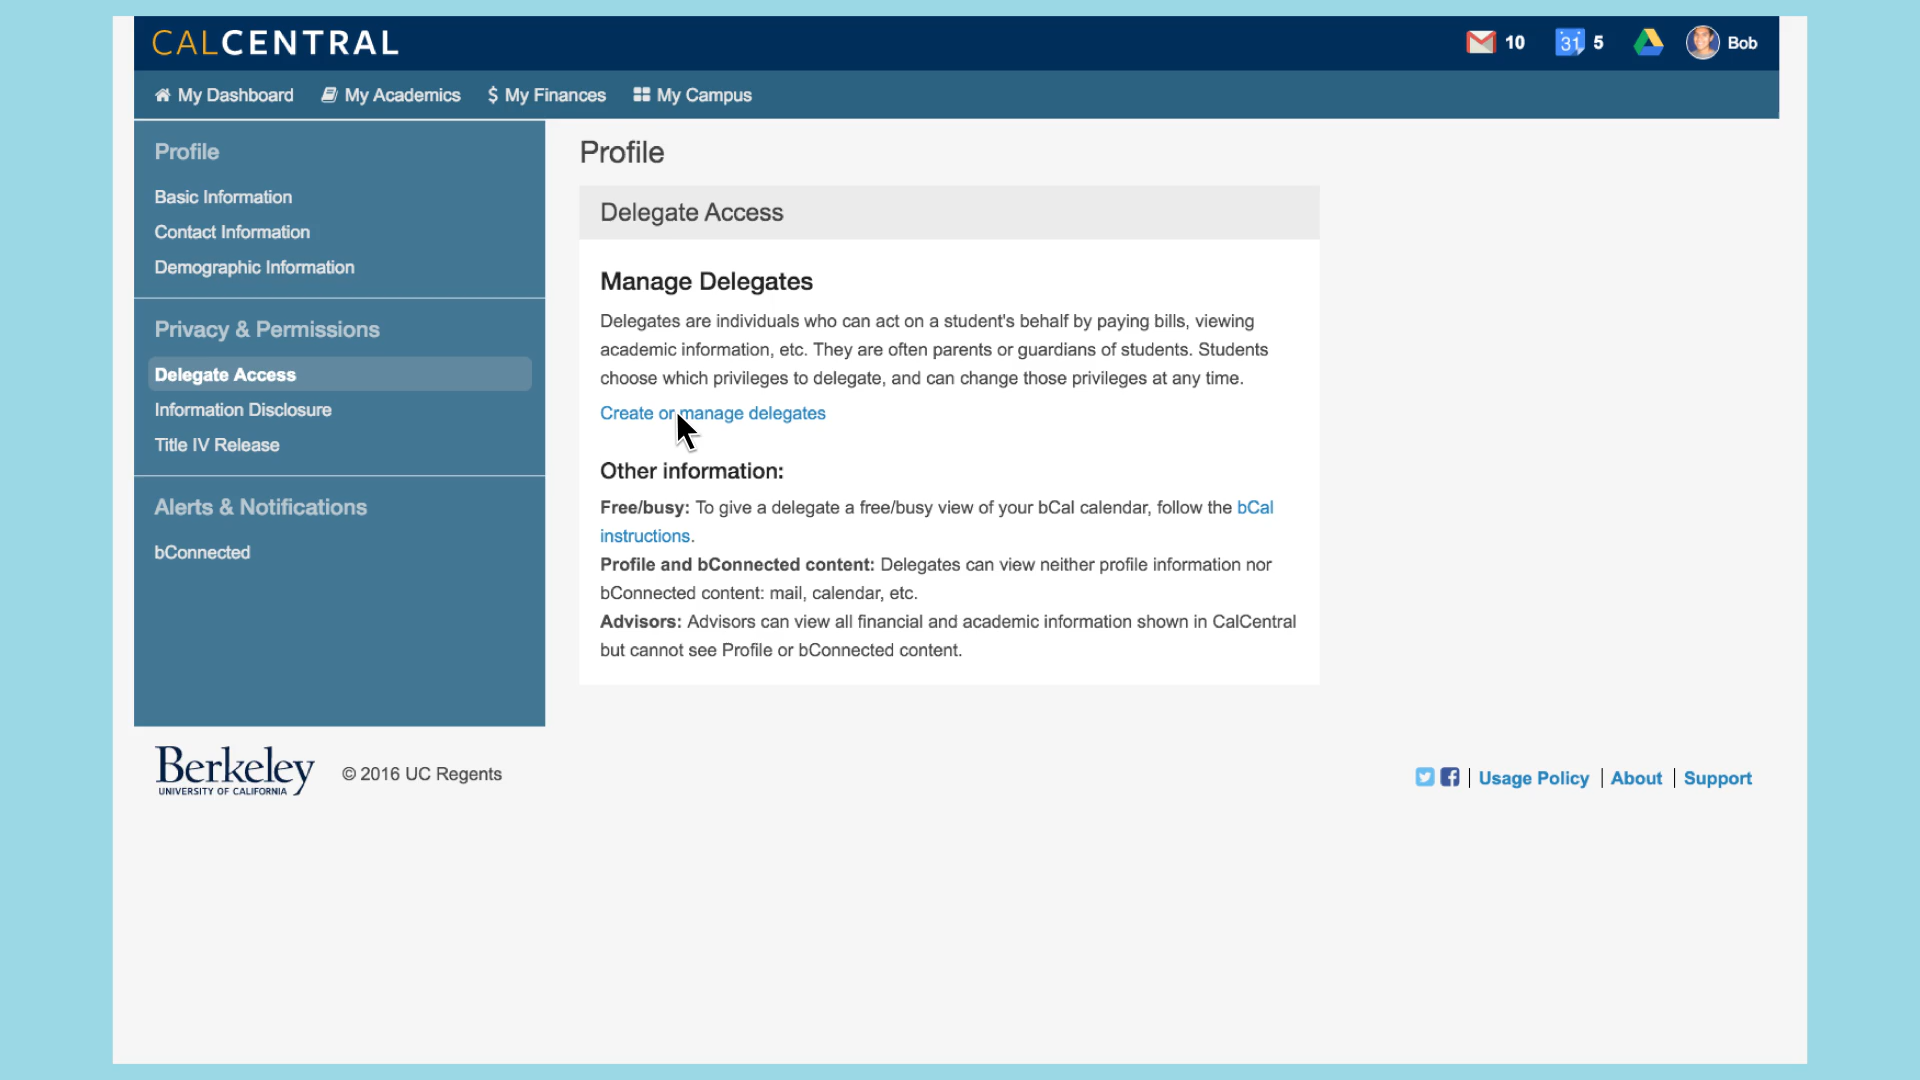 CALCENTRAL
10
31
5
Bob
My Dashboard
My Academics
$ My Finances
My Campus
Profile
Basic Information
Contact Information
Demographic Information
Privacy & Permissions
Delegate Access
Information Disclosure
Title IV Release
Alerts & Notifications
bConnected
Profile
Delegate Access
Manage Delegates
Delegates are individuals who can act on a student's behalf by paying bills, viewing
academic information, etc. They are often parents or guardians of students. Students
choose which privileges to delegate, and can change those privileges at any time.
Create or manage delegates
Other information:
Free/busy: To give a delegate a free/busy view of your bCal calendar, follow the bCal
instructions.
Profile and bConnected content: Delegates can view neither profile information nor
bConnected content: mail, calendar, etc.
Advisors: Advisors can view all financial and academic information shown in CalCentral
but cannot see Profile or bConnected content.
Berkeley
UNIVERSITY OF CALIFORNIA
© 2016 UC Regents
Usage Policy | About | Support